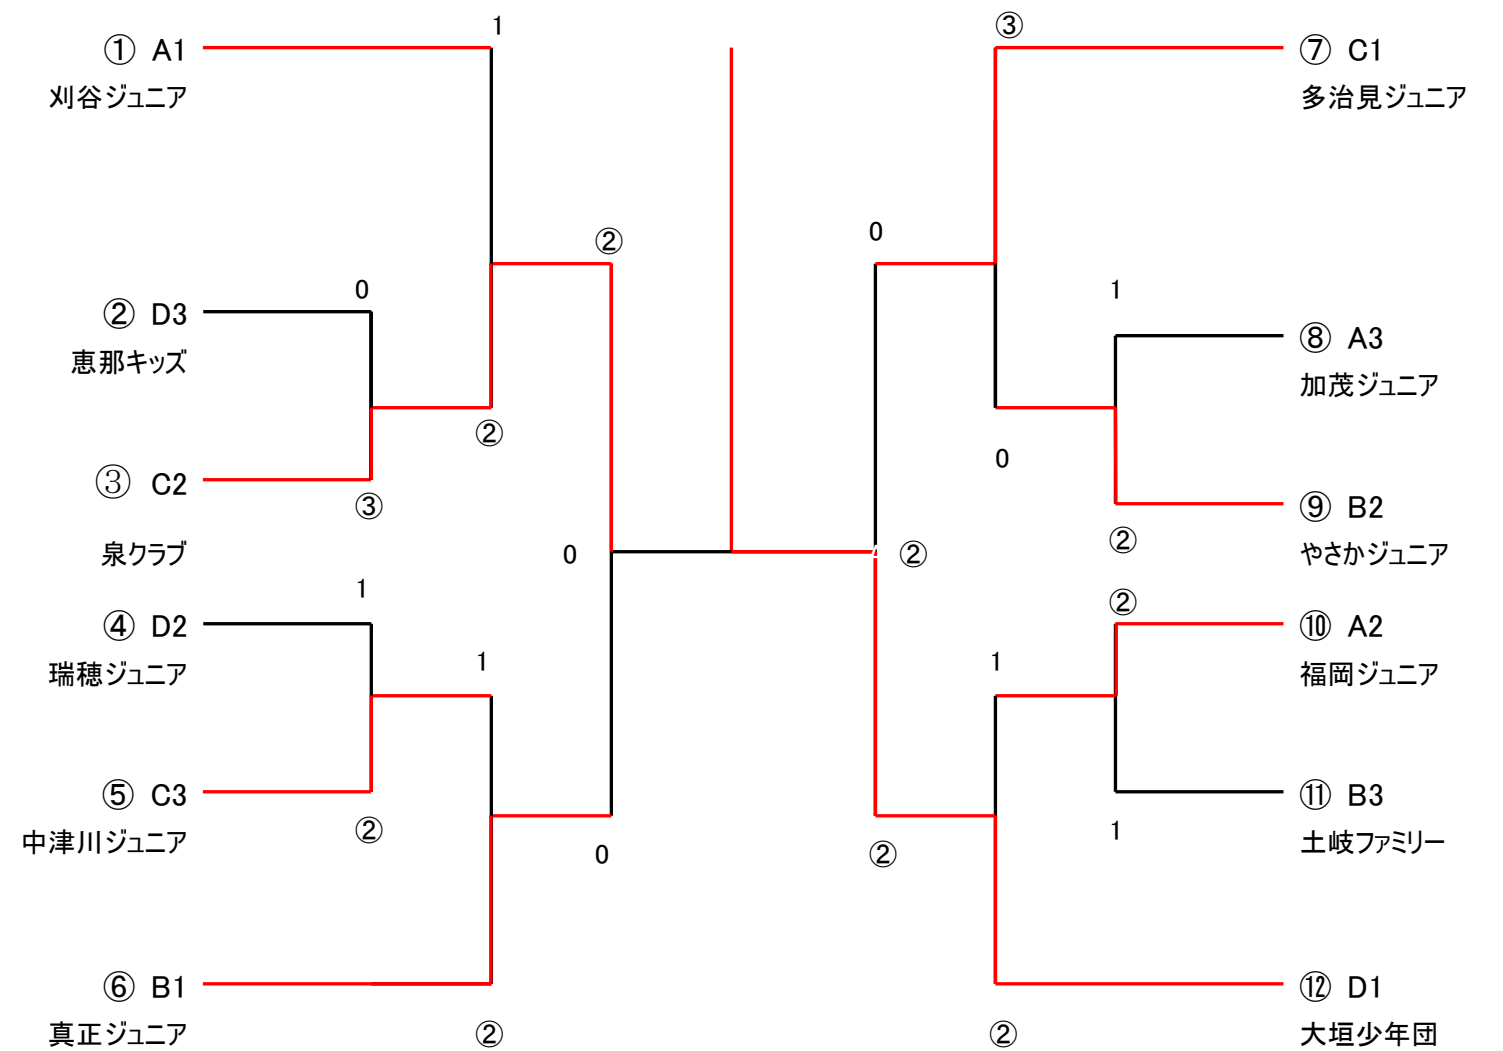 1
① A1
刈谷ジュニア
0
② D3
恵那キッズ
②
②
③ C2
③
泉クラブ
0
1
④ D2
瑞穂ジュニア
1
⑤ C3
中津川ジュニア
②
0
⑥ B1
真正ジュニア
②
③
⑦ C1
多治見ジュニア
0
1
⑧ A3
加茂ジュニア
0
⑨ B2
②
やさかジュニア
②
②
⑩ A2
福岡ジュニア
1
⑪ B3
1
土岐ファミリー
②
⑫ D1
②
大垣少年団